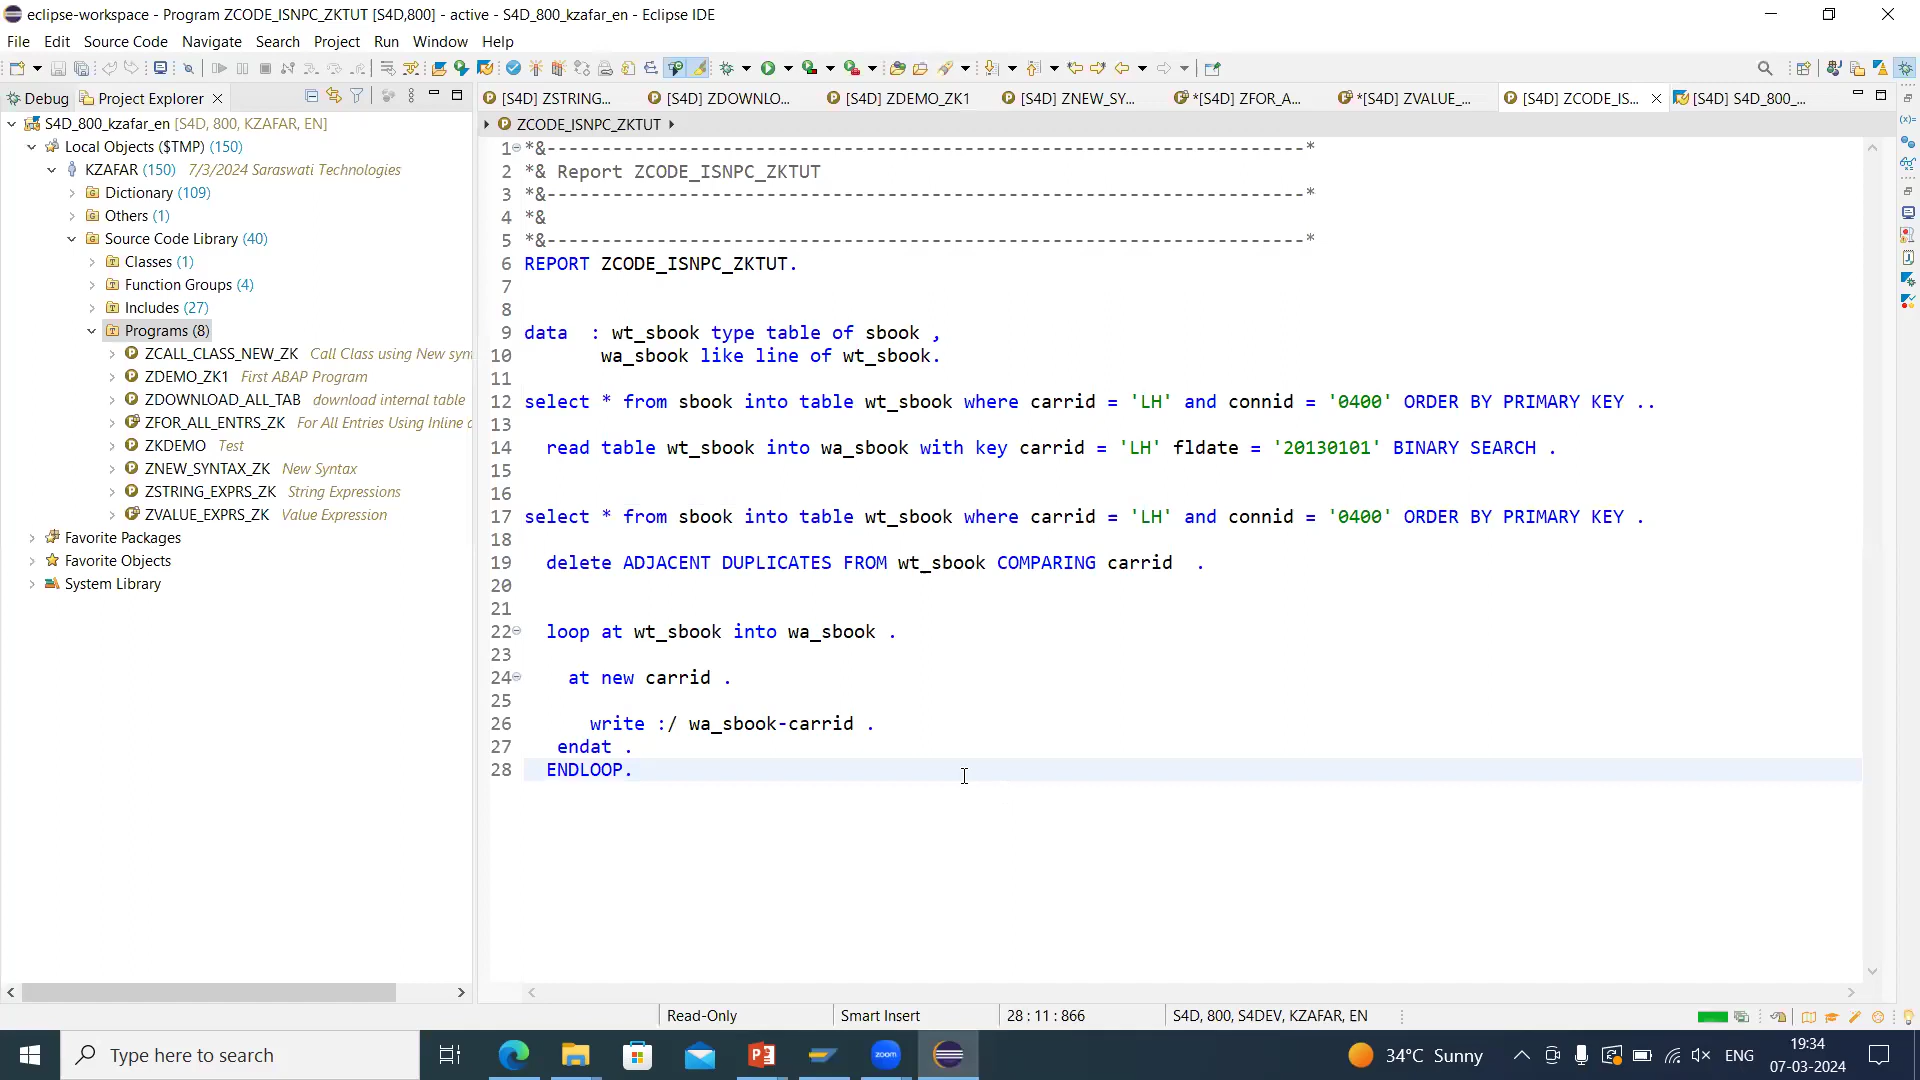 eclipse-workspace - Program ZCODE_ISNPC_ZKTUT [S4D,800] - active - S4D_800_kzafar_en - Eclipse IDE
File Edit Source Code Navigate Search Project Run Window Help
Debug Project Explorer
[S4D] ZSTRING... [S4D] ZDOWNLO... [S4D] ZDEMO_ZK1 [S4D] ZNEW_SY... *[S4D] ZFOR_A... *[S4D] ZVALUE_... [S4D] ZCODE_IS... [S4D] S4D_800_...
S4D_800_kzafar_en [S4D, 800, KZAFAR, EN]
Local Objects ($TMP) (150)
KZAFAR (150) 7/3/2024 Saraswati Technologies
Dictionary (109)
Others (1)
Source Code Library (40)
Classes (1)
Function Groups (4)
Includes (27)
Programs (8)
ZCALL_CLASS_NEW_ZK Call Class using New syn
ZDEMO_ZK1 First ABAP Program
ZDOWNLOAD_ALL_TAB download internal table
ZFOR_ALL_ENTRS_ZK For All Entries Using Inline d
ZKDEMO Test
ZNEW_SYNTAX_ZK New Syntax
ZSTRING_EXPRS_ZK String Expressions
ZVALUE_EXPRS_ZK Value Expression
Favorite Packages
Favorite Objects
System Library
ZCODE_ISNPC_ZKTUT
1 *&---------------------------------------------------------------------*
2 *& Report ZCODE_ISNPC_ZKTUT
3 *&---------------------------------------------------------------------*
4 *&
5 *&---------------------------------------------------------------------*
6 REPORT ZCODE_ISNPC_ZKTUT.
7
8
9 data : wt_sbook type table of sbook ,
10 wa_sbook like line of wt_sbook.
11
12 select * from sbook into table wt_sbook where carrid = 'LH' and connid = '0400' ORDER BY PRIMARY KEY ..
13
14 read table wt_sbook into wa_sbook with key carrid = 'LH' fldate = '20130101' BINARY SEARCH .
15
16
17 select * from sbook into table wt_sbook where carrid = 'LH' and connid = '0400' ORDER BY PRIMARY KEY .
18
19 delete ADJACENT DUPLICATES FROM wt_sbook COMPARING carrid .
20
21
22 loop at wt_sbook into wa_sbook .
23
24 at new carrid .
25
26 write :/ wa_sbook-carrid .
27 endat .
28 ENDLOOP.
Read-Only Smart Insert 28 : 11 : 866 S4D, 800, S4DEV, KZAFAR, EN
Type here to search
zoom
34°C Sunny
ENG
19:34
07-03-2024